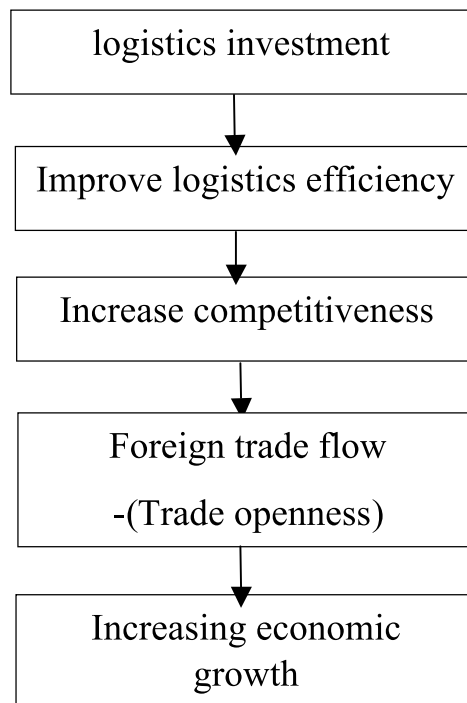 logistics investment
Improve logistics efficiency
Increase competitiveness
Foreign trade flow
-(Trade openness)
Increasing economic
growth